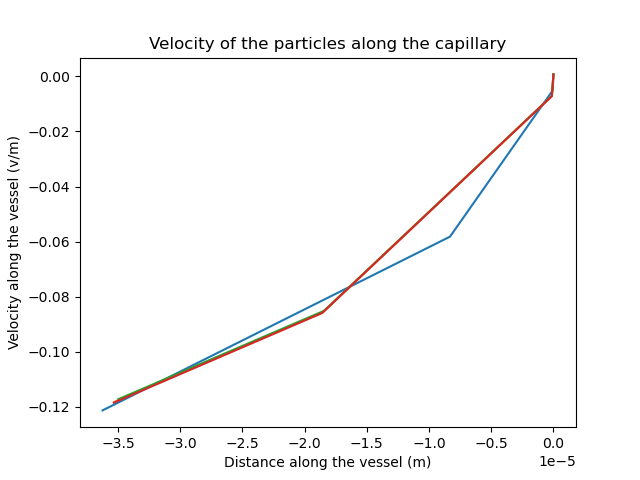 Velocity of the particles along the capillary
Velocity along the vessel (v/m)
0.00
−0.02
−0.04
−0.06
−0.08
−0.10
−0.12
−3.5 −3.0 −2.5 −2.0 −1.5 −1.0 −0.5 0.0
1e−5
Distance along the vessel (m)